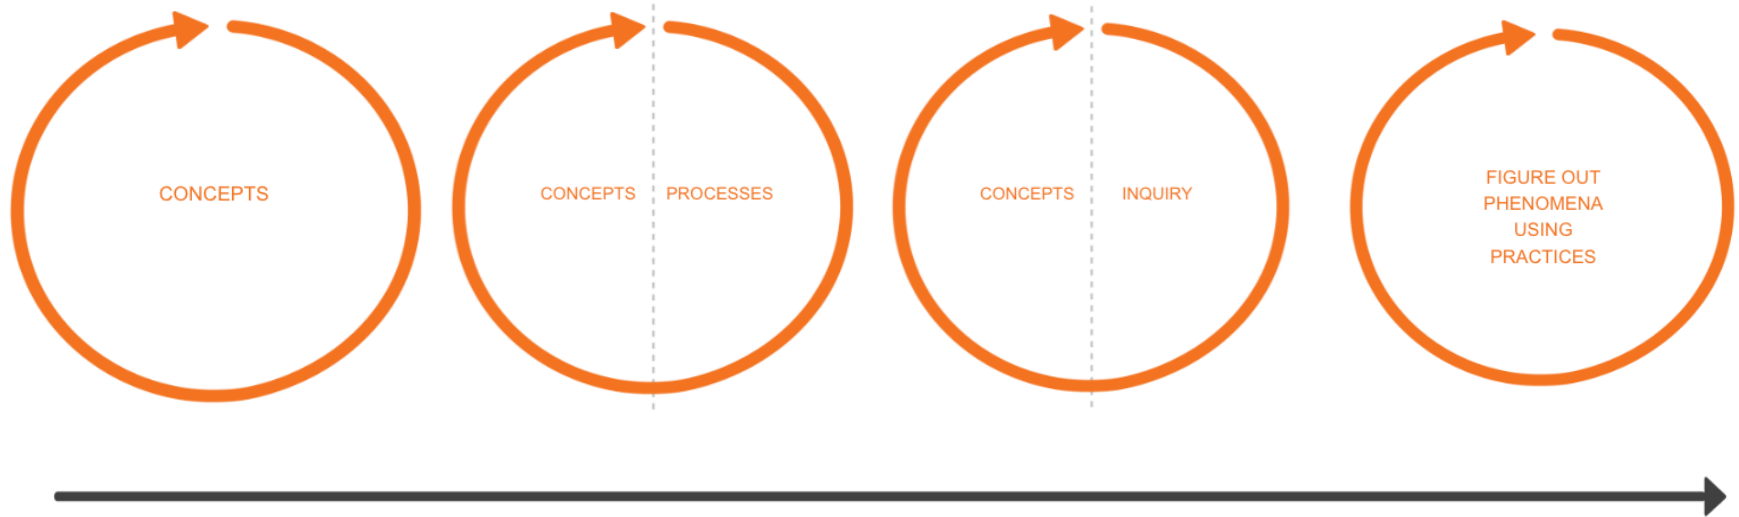 CONCEPTS
CONCEPTS
PROCESSES
CONCEPTS
INQUIRY
FIGURE OUT
PHENOMENA
USING
PRACTICES